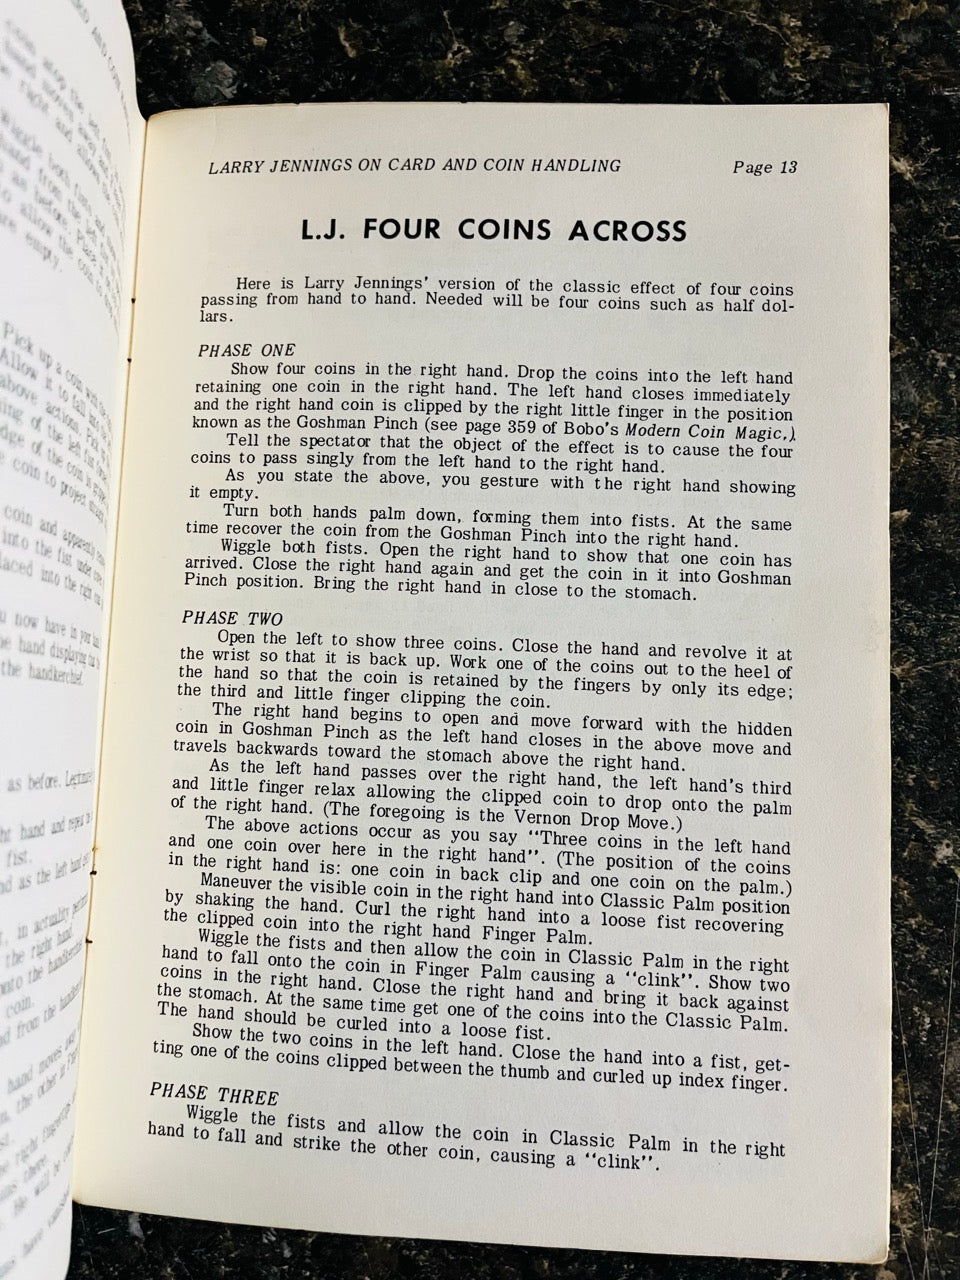 LARRY JENNINGS ON CARD AND COIN HANDLING Page 13
L.J. FOUR COINS ACROSS
Here is Larry Jennings' version of the classic effect of four coins
passing from hand to hand. Needed will be four coins such as half dol-
lars.
PHASE ONE
Show four coins in the right hand. Drop the coins into the left hand
retaining one coin in the right hand. The left hand closes immediately
and the right hand coin is clipped by the right little finger in the position
known as the Goshman Pinch (see page 359 of Bobo's Modern Coin Magic,)
Tell the spectator that the object of the effect is to cause the four
coins to pass singly from the left hand to the right hand.
As you state the above, you gesture with the right hand showing
it empty.
Turn both hands palm down, forming them into fists. At the same
time recover the coin from the Goshman Pinch into the right hand.
Wiggle both fists. Open the right hand to show that one coin has
arrived. Close the right hand again and get the coin in it into Goshman
Pinch position. Bring the right hand in close to the stomach.
PHASE TWO
Open the left to show three coins. Close the hand and revolve it at
the wrist so that it is back up. Work one of the coins out to the heel of
the hand so that the coin is retained by the fingers by only its edge;
the third and little finger clipping the coin.
The right hand begins to open and move forward with the hidden
coin in Goshman Pinch as the left hand closes in the above move and
travels backwards toward the stomach above the right hand.
As the left hand passes over the right hand, the left hand's third
and little finger relax allowing the clipped coin to drop onto the palm
of the right hand. (The foregoing is the Vernon Drop Move.)
The above actions occur as you say "Three coins in the left hand
and one coin over here in the right hand". (The position of the coins
in the right hand is: one coin in back clip and one coin on the palm.)
Maneuver the visible coin in the right hand into Classic Palm position
by shaking the hand. Curl the right hand into a loose fist recovering
the clipped coin into the right hand Finger Palm.
Wiggle the fists and then allow the coin in Classic Palm in the right
hand to fall onto the coin in Finger Palm causing a "clink". Show two
coins in the right hand. Close the right hand and bring it back against
the stomach. At the same time get one of the coins into the Classic Palm.
The hand should be curled into a loose fist.
Show the two coins in the left hand. Close the hand into a fist, get-
ting one of the coins clipped between the thumb and curled up index finger.
PHASE THREE
Wiggle the fists and allow the coin in Classic Palm in the right
hand to fall and strike the other coin, causing a "clink".